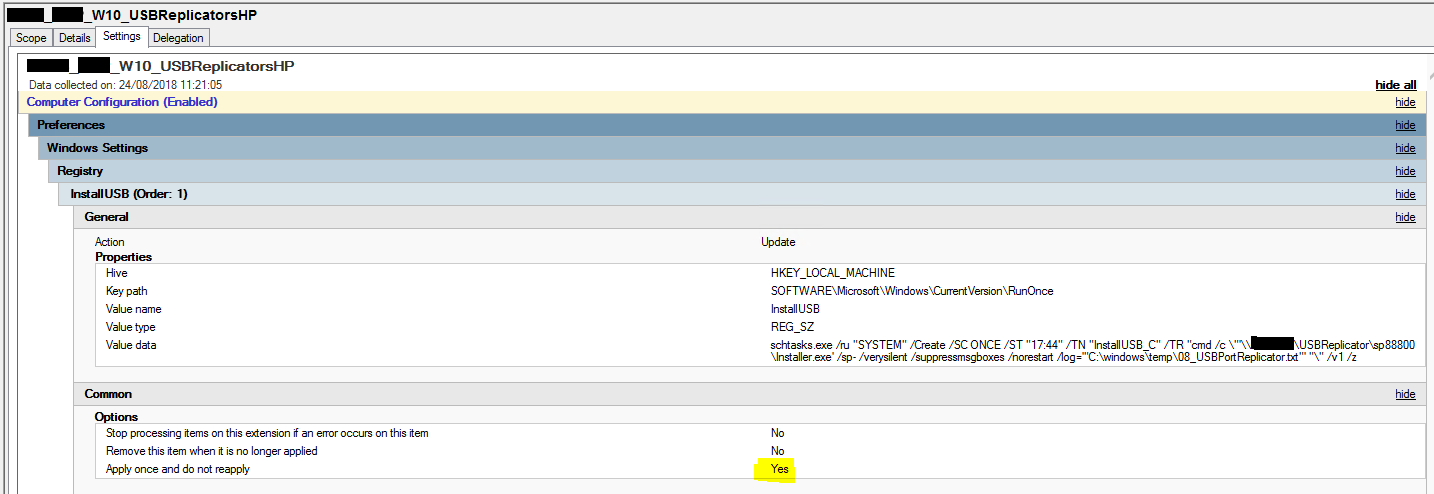 _W10_USBReplicatorsHP
Scope Details Settings Delegation
_W10_USBReplicatorsHP
Data collected on: 24/08/2018 11:21:05 hide all
Computer Configuration (Enabled) hide
Preferences hide
Windows Settings hide
Registry hide
InstallUSB (Order: 1) hide
General hide
Action Update
Properties
Hive HKEY_LOCAL_MACHINE
Key path SOFTWARE\Microsoft\Windows\CurrentVersion\RunOnce
Value name InstallUSB
Value type REG_SZ
Value data schtasks.exe /ru "SYSTEM" /Create /SC ONCE /ST "17:44" /TN "InstallUSB_C" /TR "cmd /c \"'\\ \USBReplicator\sp88800
\Installer.exe' /sp- /verysilent /suppressmsgboxes /norestart /log="'C:\windows\temp\08_USBPortReplicator.txt'" "\" /v1 /z
Common hide
Options
Stop processing items on this extension if an error occurs on this item No
Remove this item when it is no longer applied No
Apply once and do not reapply Yes